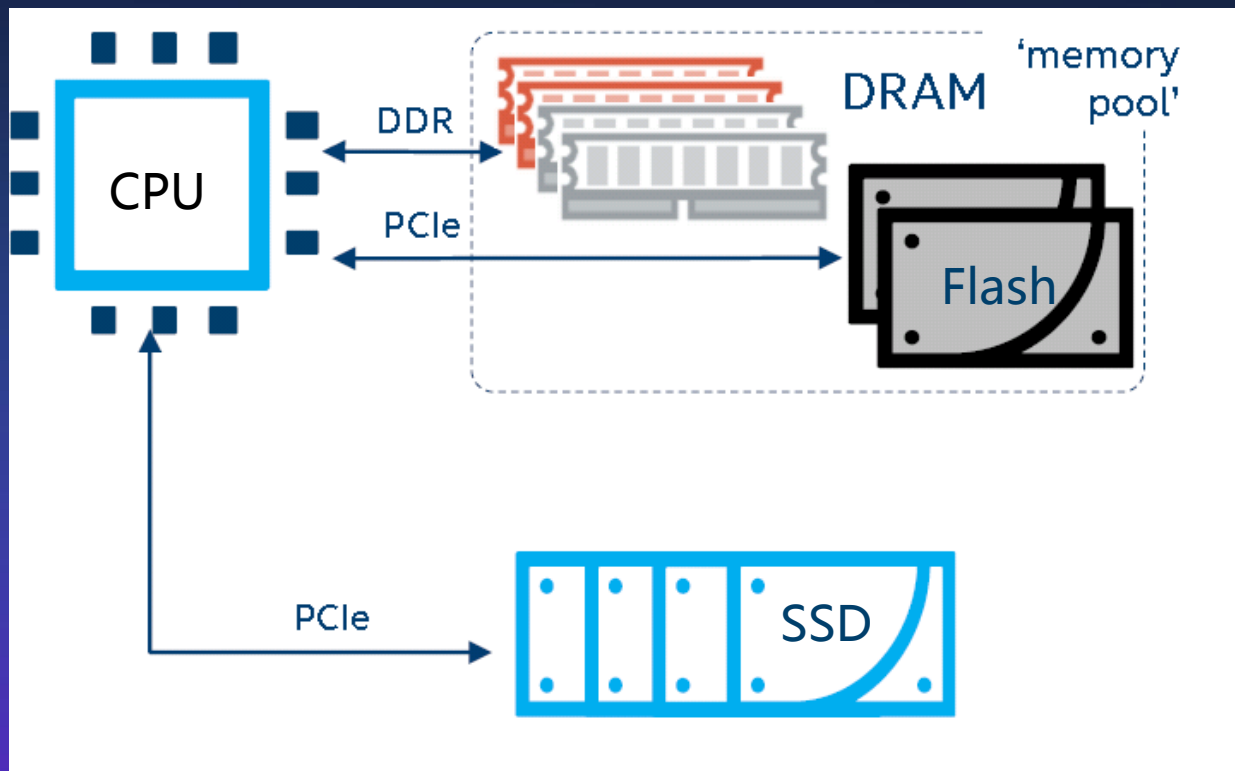 'memory
pool'
DRAM
DDR
CPU
PCIe
Flash
PCIe
SSD